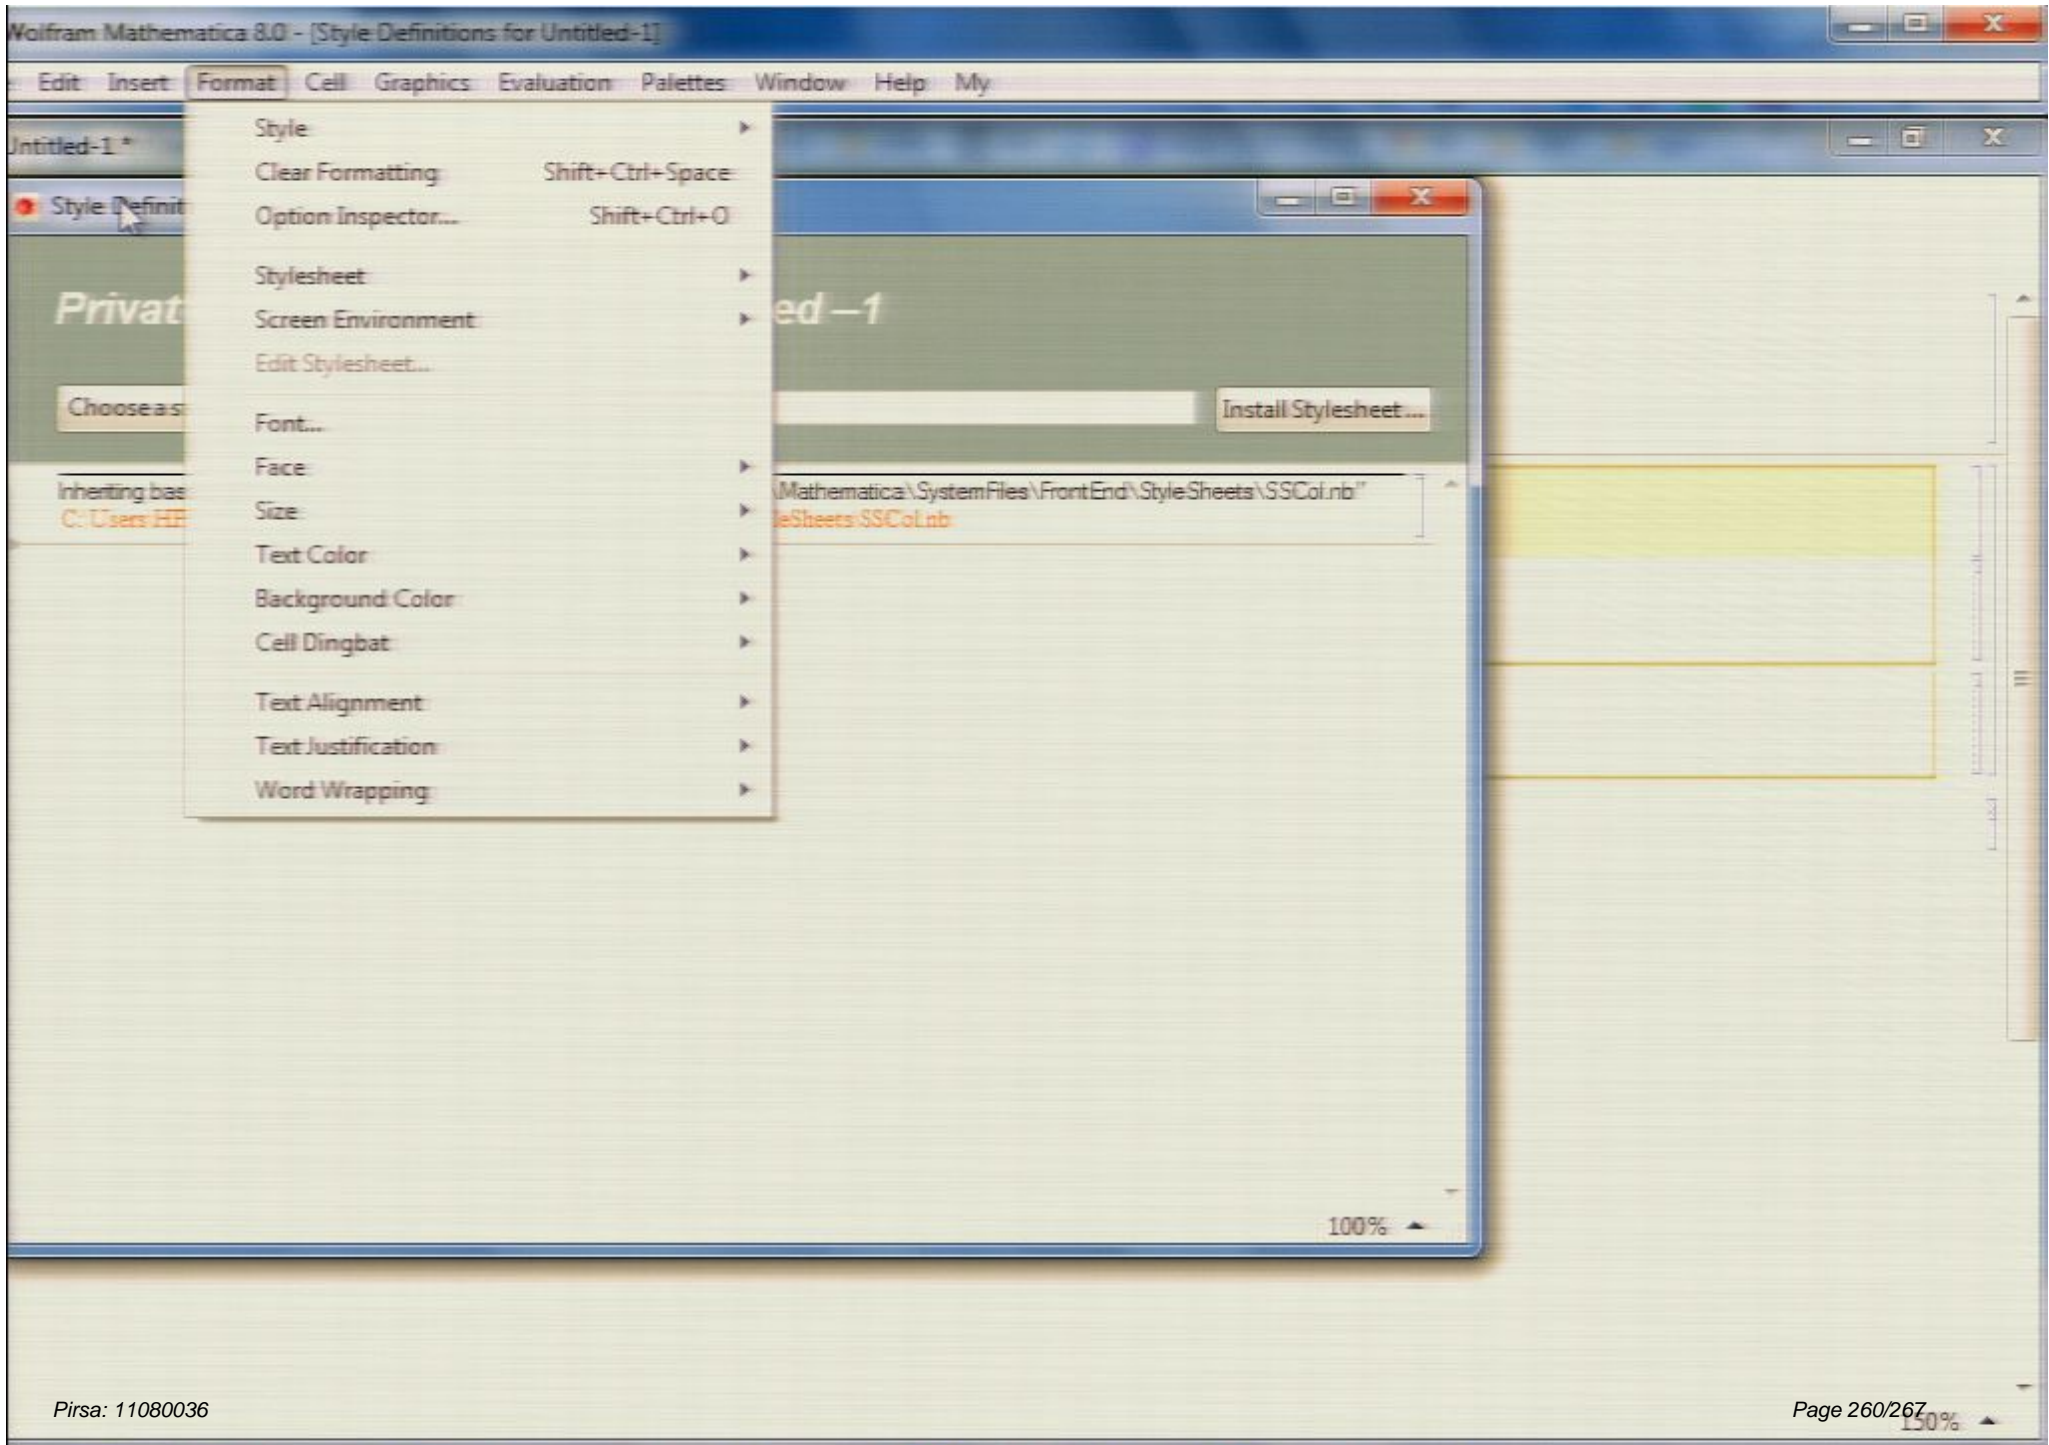 Wolfram Mathematica 8.0 - [Style Definitions for Untitled-1]
Edit Insert Format Cell Graphics Evaluation Palettes Window Help My
Untitled-1 *
Style Definit
Style
Clear Formatting Shift+Ctrl+Space
Option Inspector... Shift+Ctrl+O
Stylesheet
Screen Environment
Edit Stylesheet...
Font...
Face
Size
Text Color
Background Color
Cell Dingbat
Text Alignment
Text Justification
Word Wrapping
Privat ed –1
Choose a s Install Stylesheet ...
Inheriting bas \Mathematica\SystemFiles\FrontEnd\StyleSheets\SSCol.nb"
C:\Users\HP leSheets\SSCol.nb
100%
150%
Pirsa: 11080036
Page 260/267